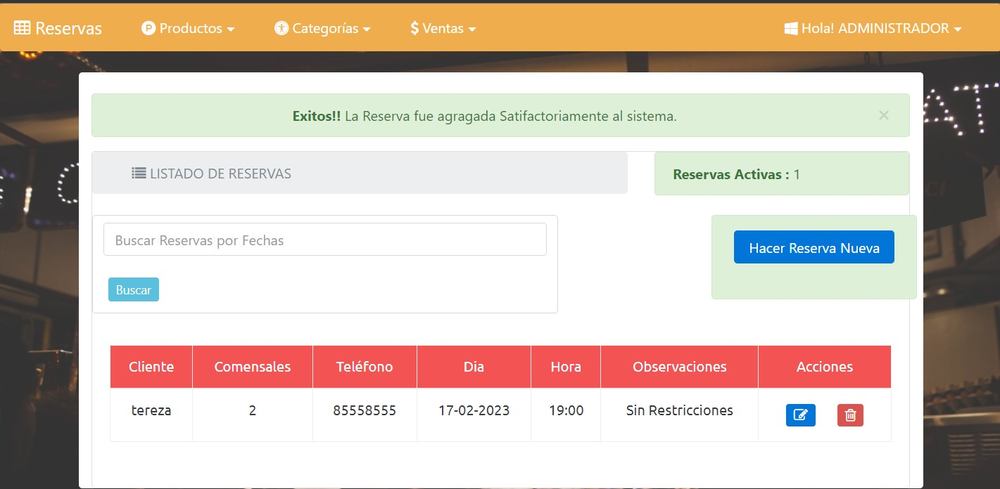 Reservas Productos Categorías $ Ventas Hola! ADMINISTRADOR
Exitos!! La Reserva fue agragada Satifactoriamente al sistema. ×
LISTADO DE RESERVAS
Reservas Activas : 1
Buscar Reservas por Fechas
Hacer Reserva Nueva
Buscar
Cliente Comensales Teléfono Dia Hora Observaciones Acciones
tereza 2 85558555 17-02-2023 19:00 Sin Restricciones